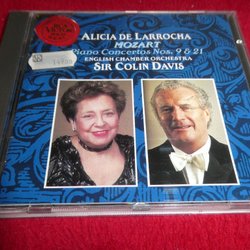 ALICIA DE LARROCHA
MOZART
Piano Concertos Nos. 9 & 21
ENGLISH CHAMBER ORCHESTRA
SIR COLIN DAVIS